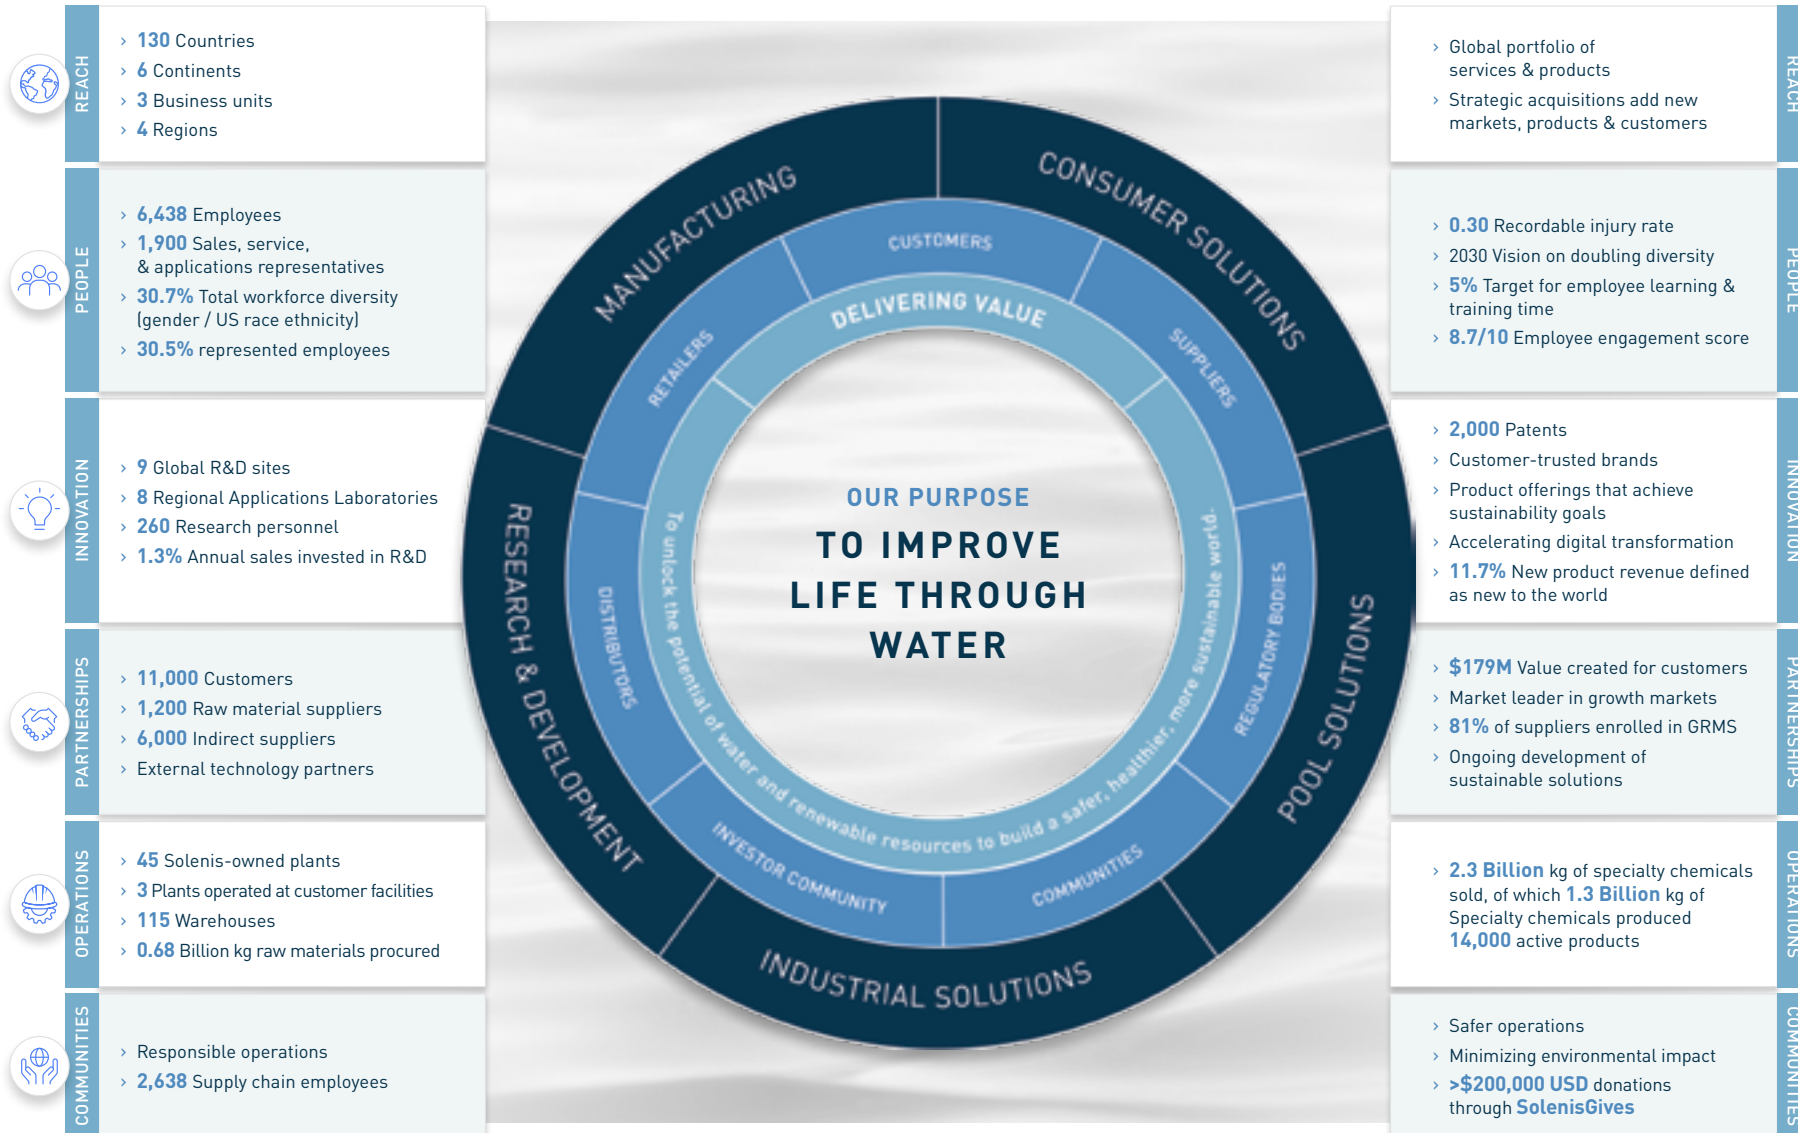 REACH
› 130 Countries
› 6 Continents
› 3 Business units
› 4 Regions
PEOPLE
› 6,438 Employees
› 1,900 Sales, service,
& applications representatives
› 30.7% Total workforce diversity
(gender / US race ethnicity)
› 30.5% represented employees
INNOVATION
› 9 Global R&D sites
› 8 Regional Applications Laboratories
› 260 Research personnel
› 1.3% Annual sales invested in R&D
PARTNERSHIPS
› 11,000 Customers
› 1,200 Raw material suppliers
› 6,000 Indirect suppliers
› External technology partners
OPERATIONS
› 45 Solenis-owned plants
› 3 Plants operated at customer facilities
› 115 Warehouses
› 0.68 Billion kg raw materials procured
COMMUNITIES
› Responsible operations
› 2,638 Supply chain employees
MANUFACTURING
CONSUMER SOLUTIONS
POOL SOLUTIONS
INDUSTRIAL SOLUTIONS
RESEARCH & DEVELOPMENT
CUSTOMERS
SUPPLIERS
REGULATORY BODIES
COMMUNITIES
INVESTOR COMMUNITY
DISTRIBUTORS
RETAILERS
DELIVERING VALUE
To unlock the potential of water and renewable resources to build a safer, healthier, more sustainable world.
OUR PURPOSE
TO IMPROVE
LIFE THROUGH
WATER
› Global portfolio of
services & products
› Strategic acquisitions add new
markets, products & customers
REACH
› 0.30 Recordable injury rate
› 2030 Vision on doubling diversity
› 5% Target for employee learning &
training time
› 8.7/10 Employee engagement score
PEOPLE
› 2,000 Patents
› Customer-trusted brands
› Product offerings that achieve
sustainability goals
› Accelerating digital transformation
› 11.7% New product revenue defined
as new to the world
INNOVATION
› $179M Value created for customers
› Market leader in growth markets
› 81% of suppliers enrolled in GRMS
› Ongoing development of
sustainable solutions
PARTNERSHIPS
› 2.3 Billion kg of specialty chemicals
sold, of which 1.3 Billion kg of
Specialty chemicals produced
14,000 active products
OPERATIONS
› Safer operations
› Minimizing environmental impact
› >$200,000 USD donations
through SolenisGives
COMMUNITIES